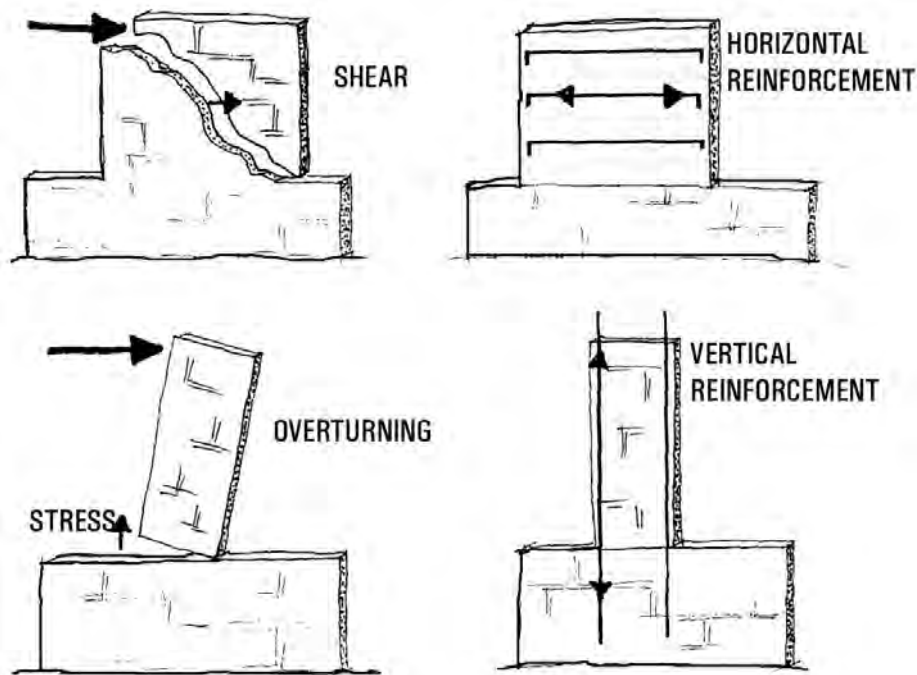 SHEAR
HORIZONTAL
REINFORCEMENT
OVERTURNING
STRESS
VERTICAL
REINFORCEMENT